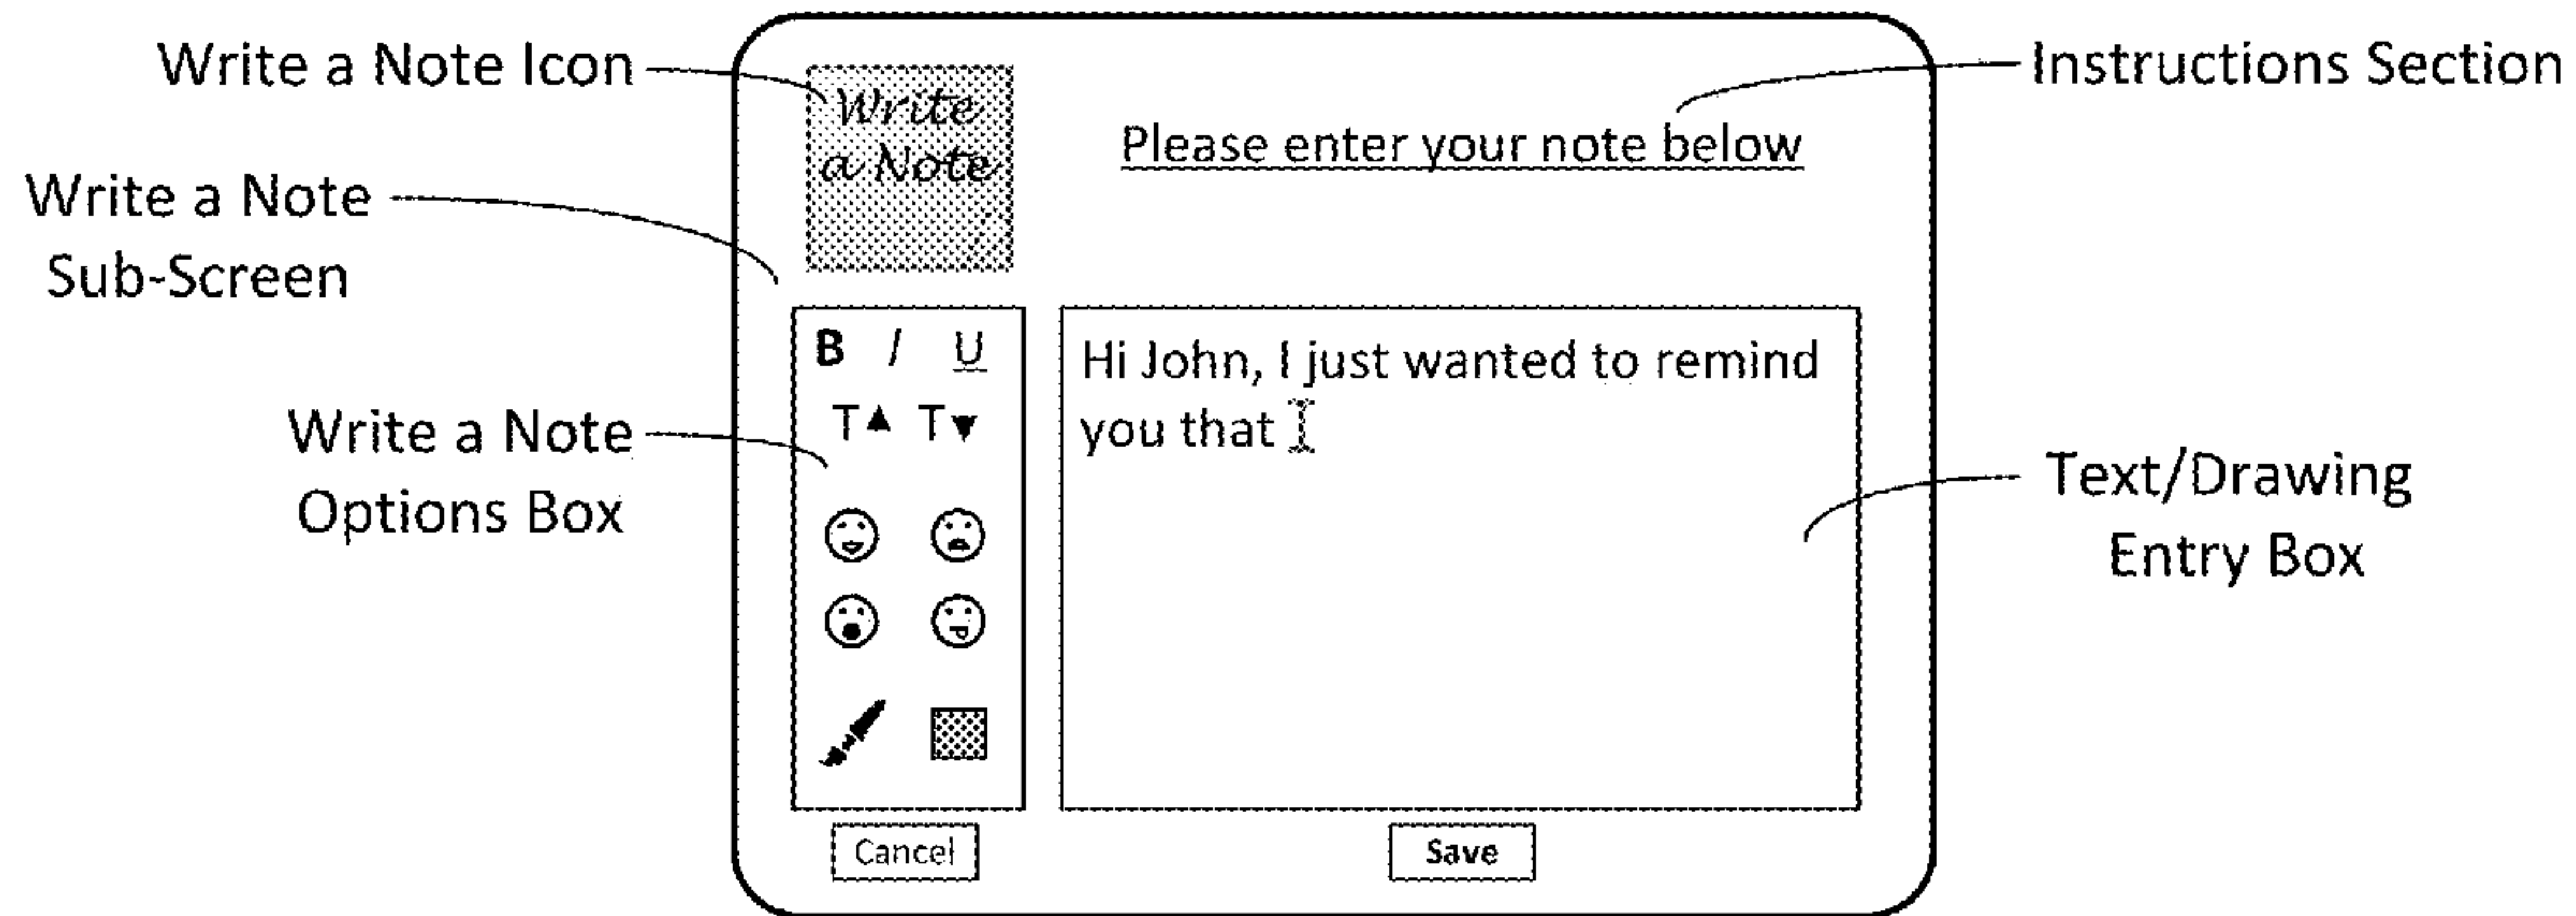 Write a Note Icon
Write a Note
Sub-Screen
Write a Note
Options Box
Write
a Note
Please enter your note below
B I U
T▲ T▼
Hi John, I just wanted to remind
you that
Cancel
Save
Instructions Section
Text/Drawing
Entry Box